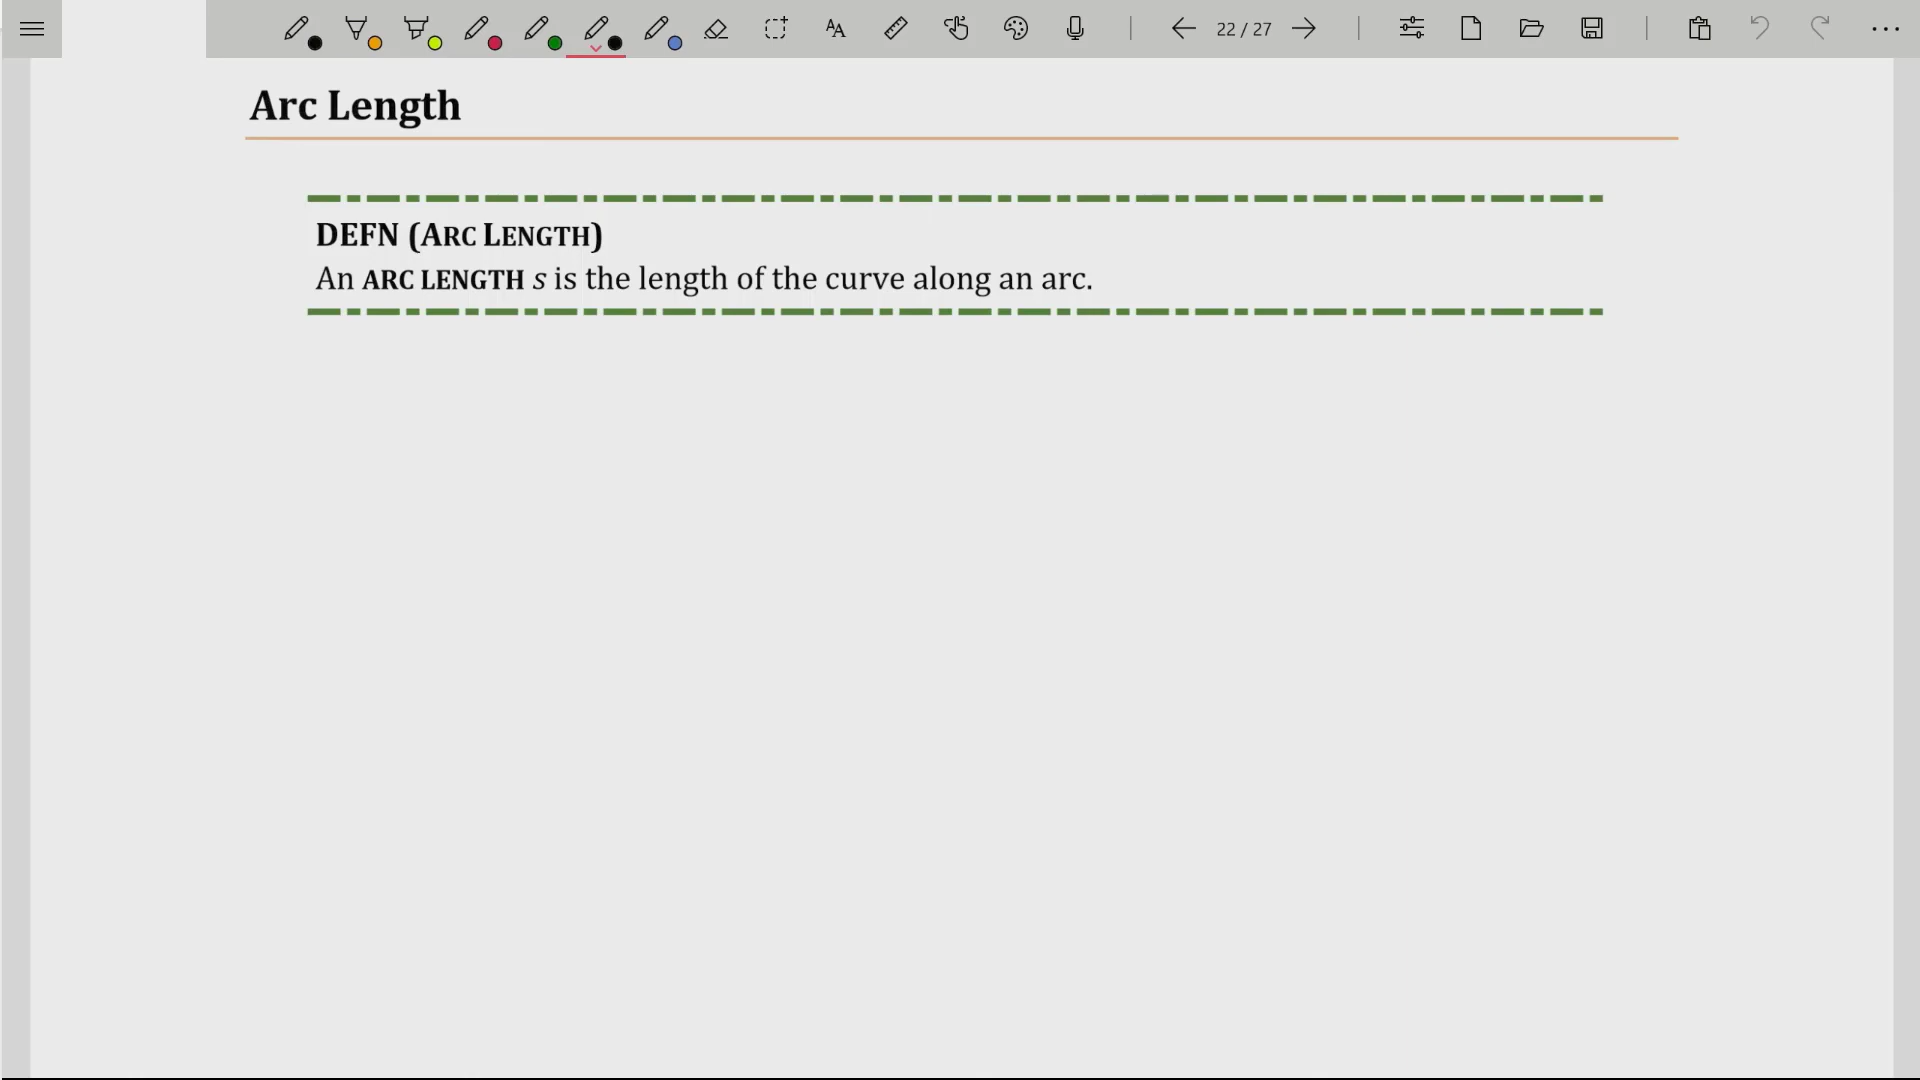 22 / 27
Arc Length
DEFN (ARC LENGTH)
An ARC LENGTH s is the length of the curve along an arc.